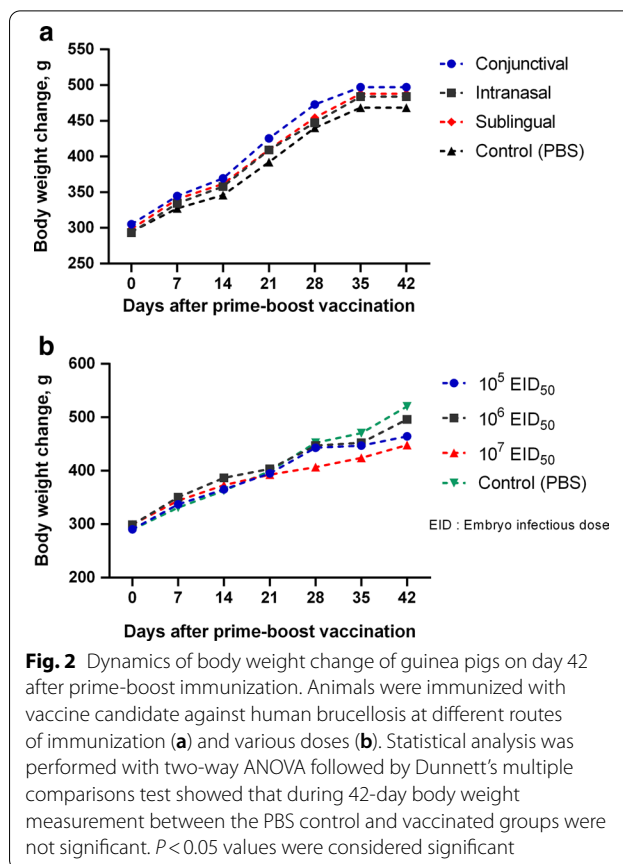 a
550
500
450
400
350
300
250
Body weight change, g
0 7 14 21 28 35 42
Days after prime-boost vaccination
Conjunctival
Intranasal
Sublingual
Control (PBS)
b
600
500
400
300
200
Body weight change, g
0 7 14 21 28 35 42
Days after prime-boost vaccination
10⁵ EID₅₀
10⁶ EID₅₀
10⁷ EID₅₀
Control (PBS)
EID : Embryo infectious dose
Fig. 2 Dynamics of body weight change of guinea pigs on day 42
after prime-boost immunization. Animals were immunized with
vaccine candidate against human brucellosis at different routes
of immunization (a) and various doses (b). Statistical analysis was
performed with two-way ANOVA followed by Dunnett's multiple
comparisons test showed that during 42-day body weight
measurement between the PBS control and vaccinated groups were
not significant. P < 0.05 values were considered significant